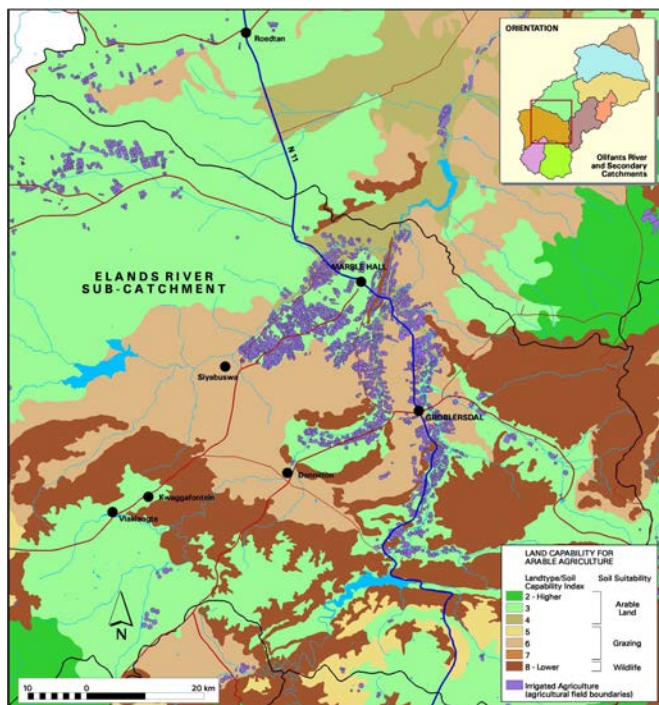 Roedtan
N 11
ORIENTATION
Olifants River
and Secondary
Catchments
MARBLE HALL
ELANDS RIVER
SUB-CATCHMENT
Siyabuswa
GROBLERSDAL
Dennilton
Kwaggafontein
Vlaklaagte
N
10 0 20 km
LAND CAPABILITY FOR
ARABLE AGRICULTURE
Landtype/Soil
Capability Index
Soil Suitability
2 - Higher
3
4
5
6
7
8 - Lower
Arable
Land
Grazing
Wildlife
Irrigated Agriculture
(agricultural field boundaries)